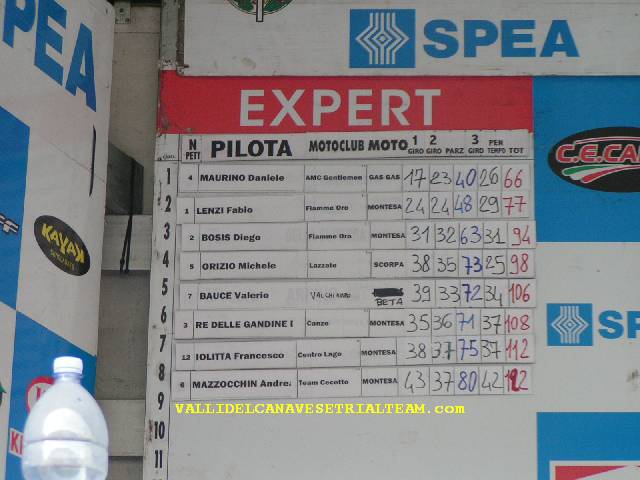 SPEA
SPEA
EXPERT
N PETT PILOTA MOTOCLUB MOTO 1 GIRO 2 GIRO PARZ 3 GIRO PEN TEMPO TOT
1 4 MAURINO Daniele AMC Gentlemen GAS GAS 17 23 40 26 66
2 1 LENZI Fabio Fiamme Oro MONTESA 24 24 48 29 77
3 2 BOSIS Diego Fiamme Oro MONTESA 31 32 63 31 94
4 5 ORIZIO Michele Lazzate SCORPA 38 35 73 25 98
5 7 BAUCE Valerio BETA 39 33 72 34 106
6 3 RE DELLE GANDINE I Canzo MONTESA 35 36 71 37 108
7 12 IOLITTA Francesco Centro Lago MONTESA 38 37 75 37 112
8 6 MAZZOCCHIN Andrea Team Cecotto MONTESA 43 37 80 42
9
10
11
C.E.CA
KAYAK
SP
VALLIDELCANAVESETRIALTEAM.com